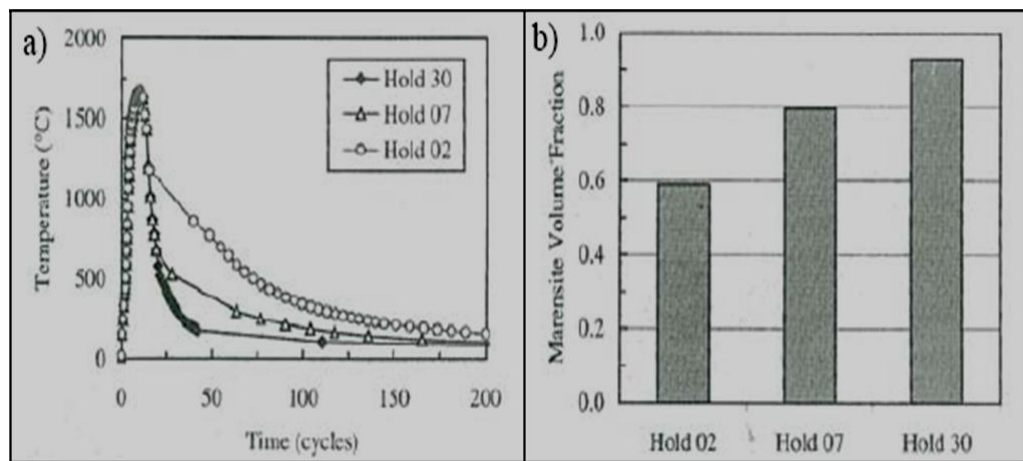 a)
2000
1500
1000
500
0
Temperature (°C)
Hold 30
Hold 07
Hold 02
0 50 100 150 200
Time (cycles)
b)
1.0
0.8
0.6
0.4
0.2
0.0
Marensite Volume Fraction
Hold 02 Hold 07 Hold 30